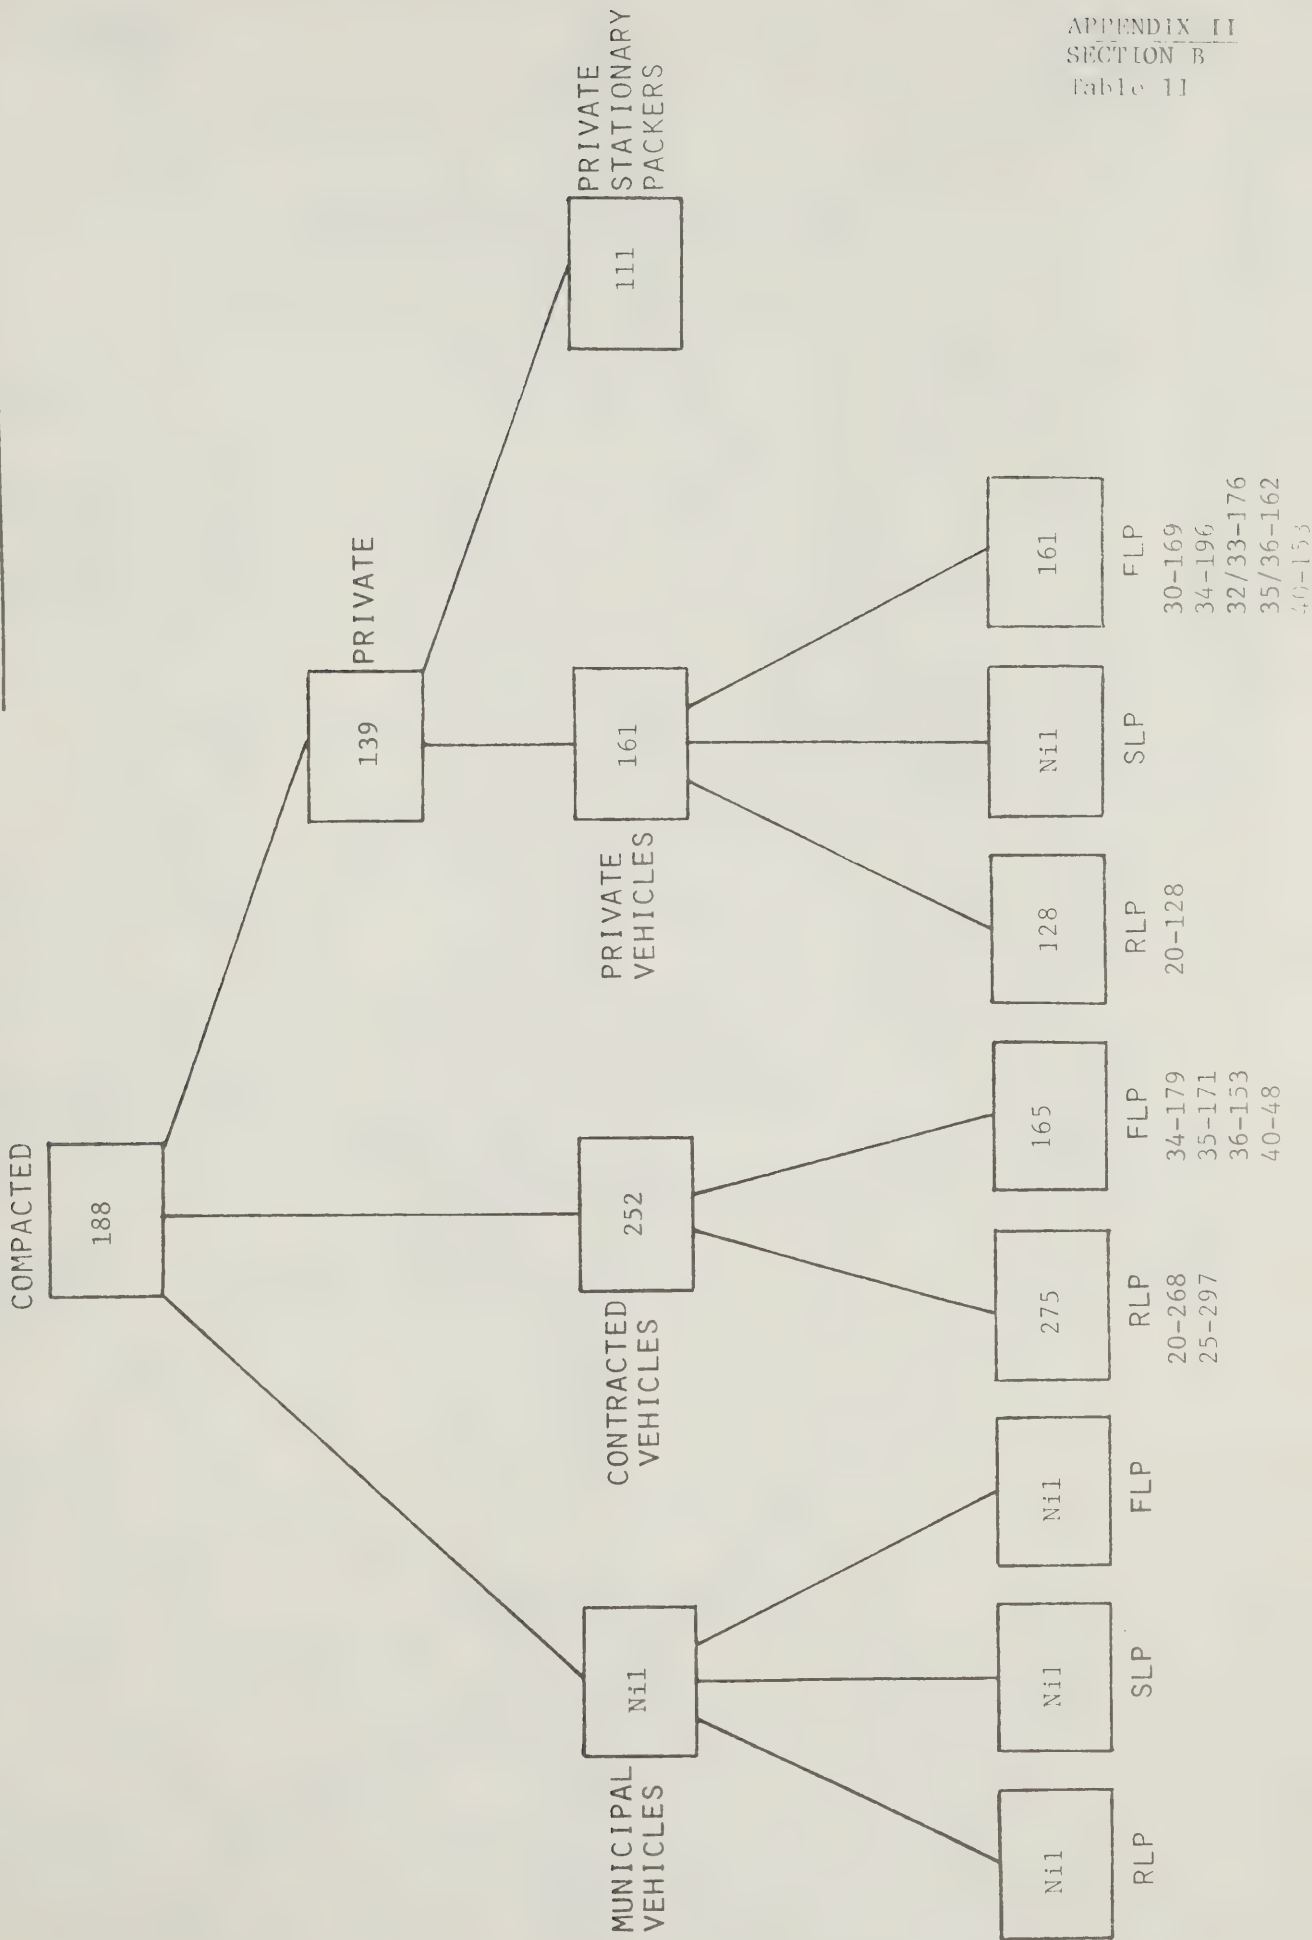 APPENDIX II
SECTION B
Table 11
COMPACTED
188
PRIVATE
139
MUNICIPAL
VEHICLES
Nil
CONTRACTED
VEHICLES
252
PRIVATE
VEHICLES
161
PRIVATE
STATIONARY
PACKERS
111
Nil
RLP
Nil
SLP
Nil
FLP
275
RLP
20-268
25-297
165
FLP
34-179
35-171
36-153
40-48
128
RLP
20-128
Nil
SLP
161
FLP
30-169
34-196
32/33-176
35/36-162
40-153